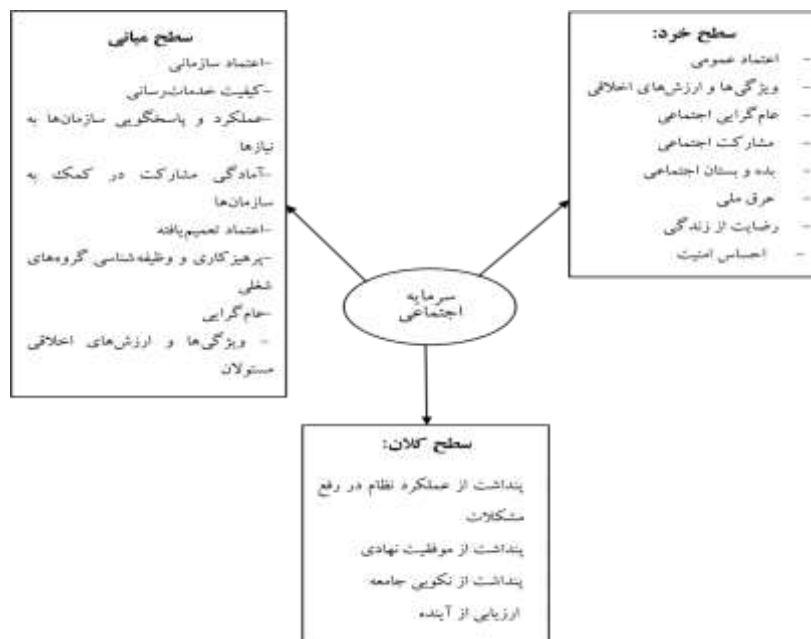 سطح خرد:
- اعتماد عمومی
- ویژگی‌ها و ارزش‌های اخلاقی
- عام‌گرایی اجتماعی
- مشارکت اجتماعی
- بده و بستان اجتماعی
- عرق ملی
- رضایت از زندگی
- احساس امنیت
سطح میانی
-اعتماد سازمانی
-کیفیت خدمات‌رسانی
-عملکرد و پاسخگویی سازمان‌ها به
نیازها
-آمادگی مشارکت در کمک به
سازمان‌ها
-اعتماد تعمیم‌یافته
-پرهیزکاری و وظیفه‌شناسی گروه‌های
شغلی
-عام‌گرایی
- ویژگی‌ها و ارزش‌های اخلاقی
مسئولان
سرمایه
اجتماعی
سطح کلان:
پنداشت از عملکرد نظام در رفع
مشکلات
پنداشت از موفقیت نهادی
پنداشت از نکویی جامعه
ارزیابی از آینده